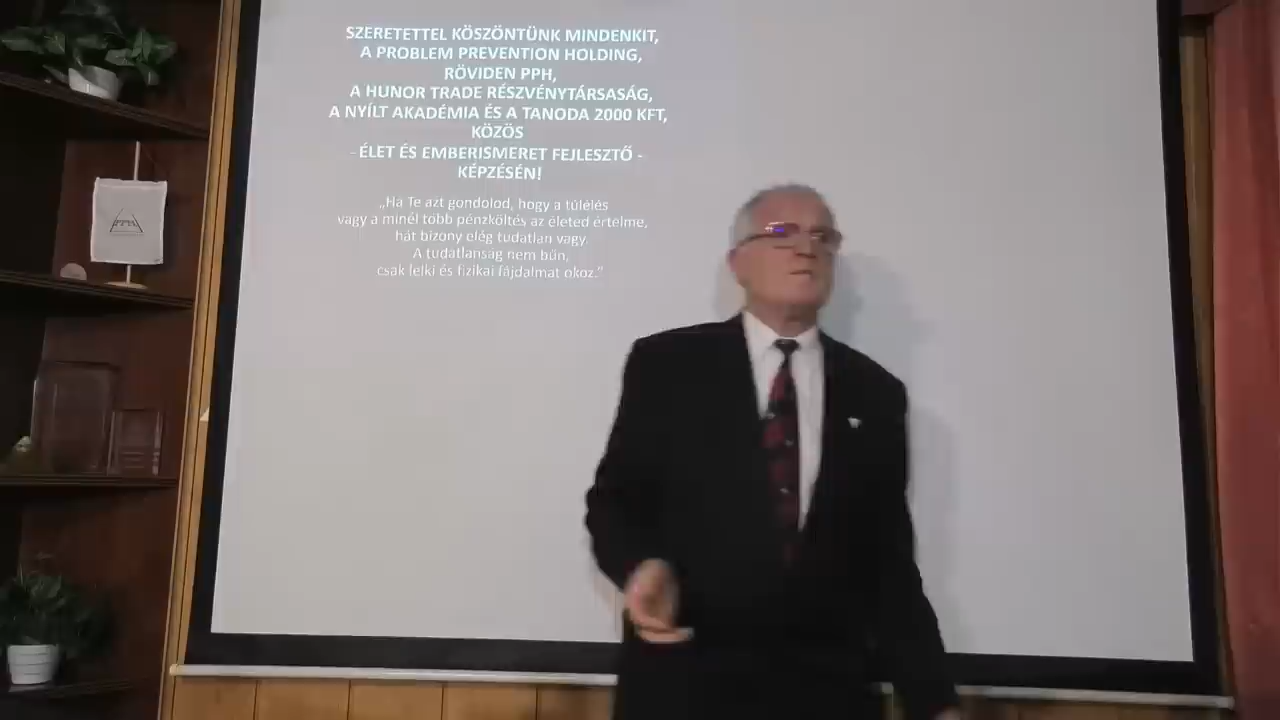 SZERETETTEL KÖSZÖNTÜNK MINDENKIT,
A PROBLEM PREVENTION HOLDING,
RÖVIDEN PPH,
A HUNOR TRADE RÉSZVÉNYTÁRSASÁG,
A NYÍLT AKADÉMIA ÉS A TANODA 2000 KFT,
KÖZÖS
- ÉLET ÉS EMBERISMERET FEJLESZTŐ -
KÉPZÉSÉN!
„Ha Te azt gondolod, hogy a túlélés
vagy a minél több pénzköltés az életed értelme,
hát bizony elég tudatlan vagy.
A tudatlanság nem bűn,
csak lelki és fizikai fájdalmat okoz.”